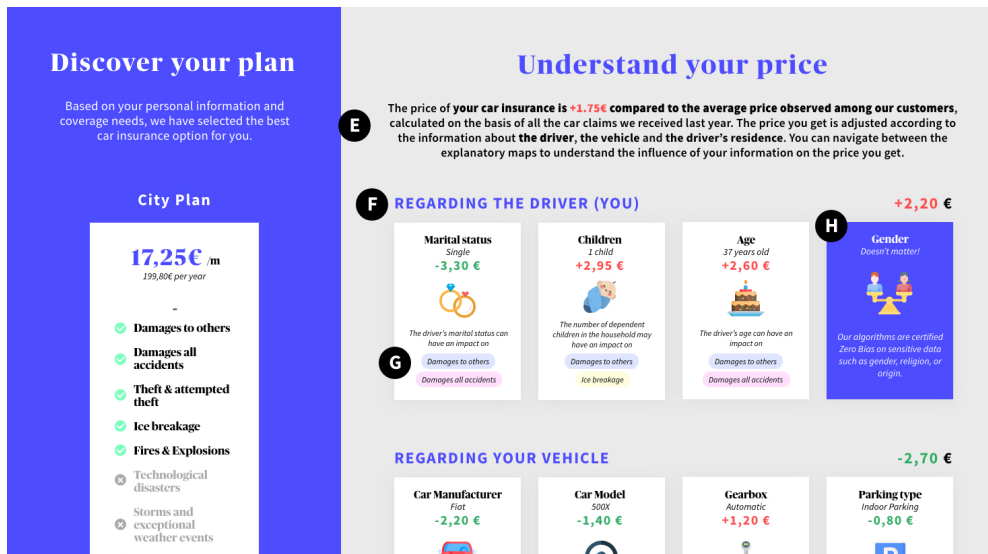 Discover your plan
Based on your personal information and
coverage needs, we have selected the best
car insurance option for you.
City Plan
17,25€ /m
199,80€ per year
-
Damages to others
Damages all
accidents
Theft & attempted
theft
Ice breakage
Fires & Explosions
Technological
disasters
Storms and
exceptional
weather events
Understand your price
E
The price of your car insurance is +1.75€ compared to the average price observed among our customers,
calculated on the basis of all the car claims we received last year. The price you get is adjusted according to
the information about the driver, the vehicle and the driver's residence. You can navigate between the
explanatory maps to understand the influence of your information on the price you get.
F
REGARDING THE DRIVER (YOU)
+2,20 €
Marital status
Single
-3,30 €
The driver's marital status can
have an impact on
G
Damages to others
Damages all accidents
Children
1 child
+2,95 €
The number of dependent
children in the household may
have an impact on
Damages to others
Ice breakage
Age
37 years old
+2,60 €
The driver's age can have an
impact on
Damages to others
Damages all accidents
H
Gender
Doesn't matter!
Our algorithms are certified
Zero Bias on sensitive data
such as gender, religion, or
origin.
REGARDING YOUR VEHICLE
-2,70 €
Car Manufacturer
Fiat
-2,20 €
Car Model
500X
-1,40 €
Gearbox
Automatic
+1,20 €
Parking type
Indoor Parking
-0,80 €
P